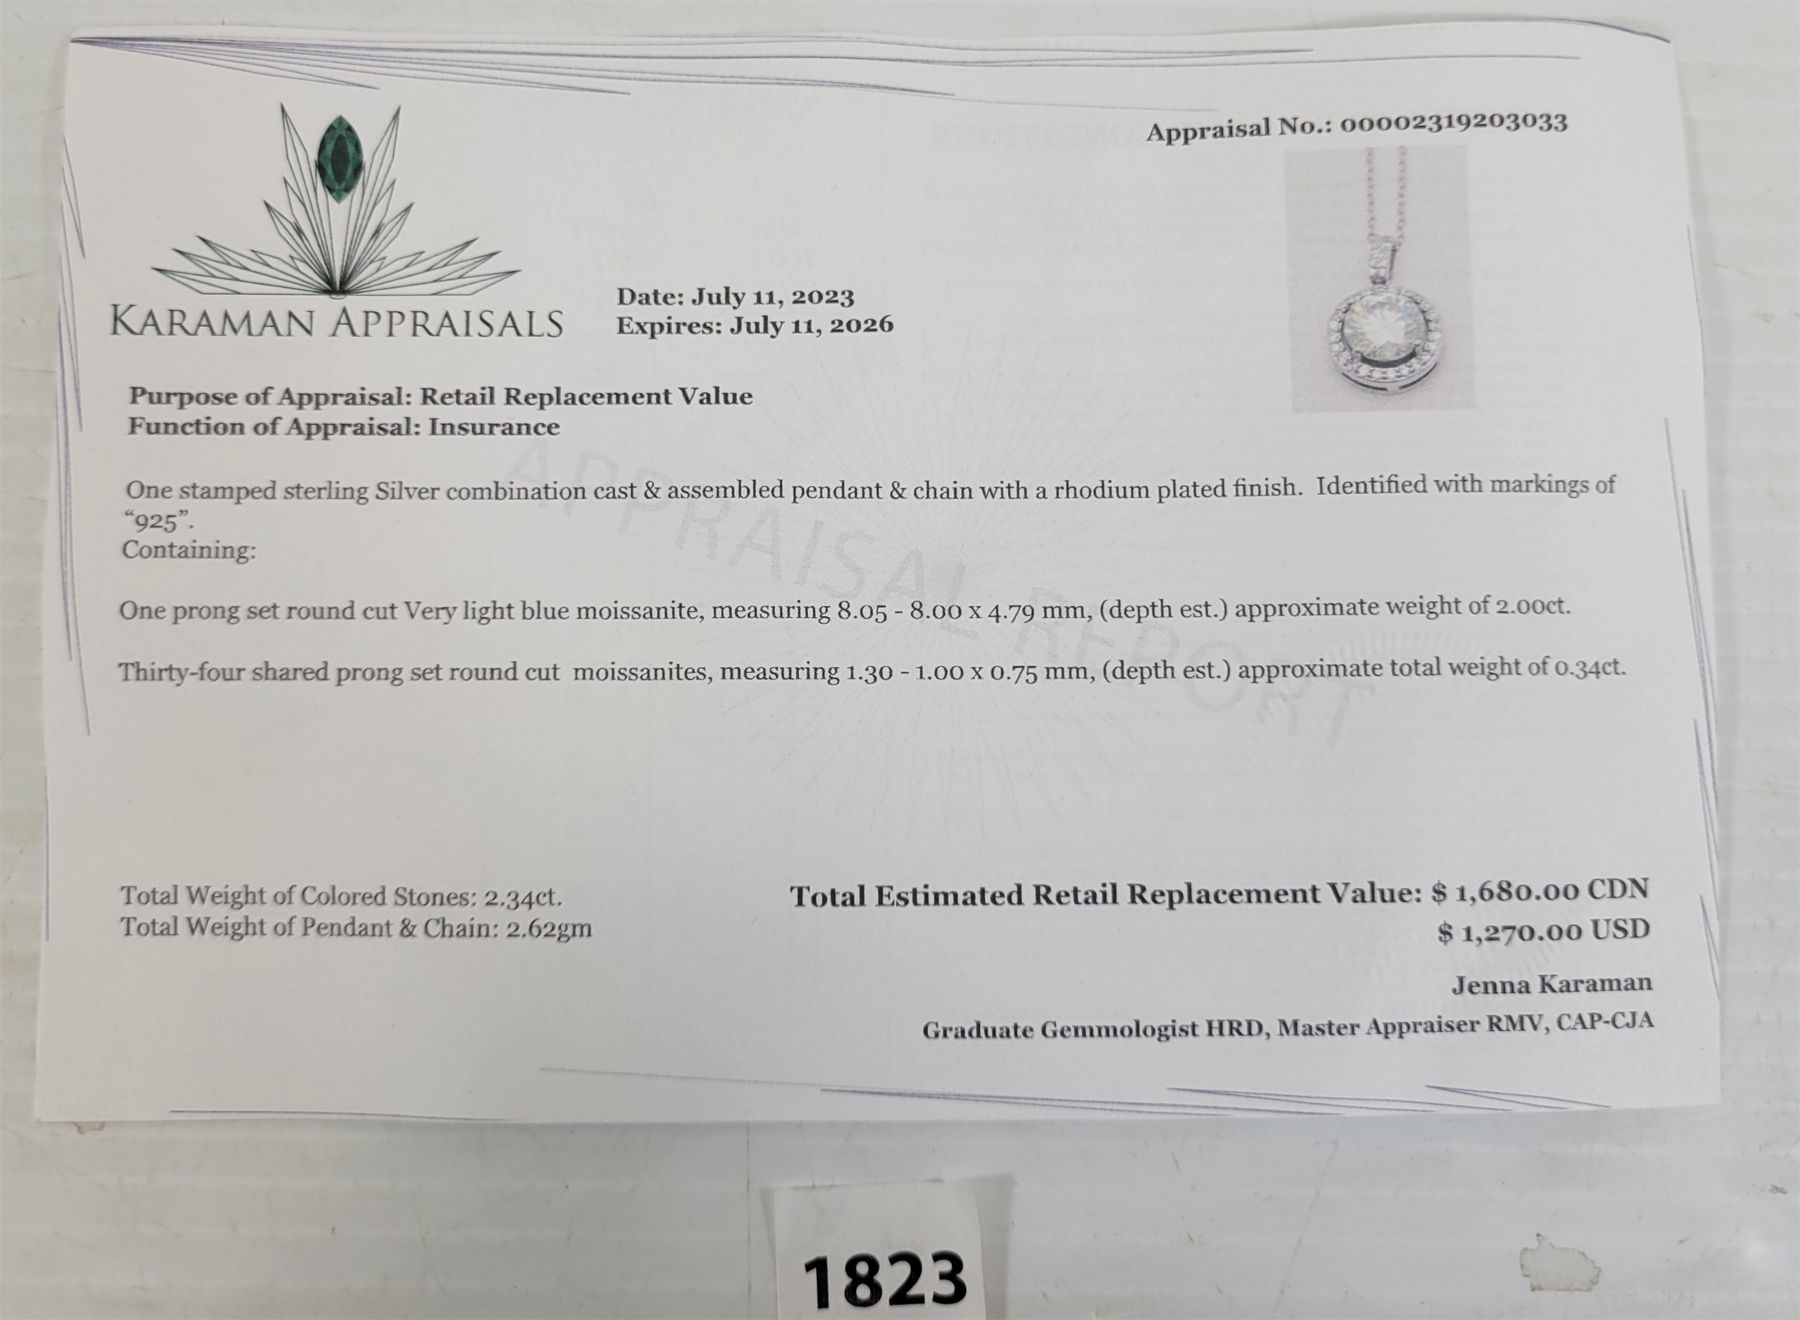 Appraisal No.: 00002319203033
KARAMAN APPRAISALS
Date: July 11, 2023
Expires: July 11, 2026
Purpose of Appraisal: Retail Replacement Value
Function of Appraisal: Insurance
One stamped sterling Silver combination cast & assembled pendant & chain with a rhodium plated finish.  Identified with markings of
“925”.
Containing:
One prong set round cut Very light blue moissanite, measuring 8.05 - 8.00 x 4.79 mm, (depth est.) approximate weight of 2.00ct.
Thirty-four shared prong set round cut  moissanites, measuring 1.30 - 1.00 x 0.75 mm, (depth est.) approximate total weight of 0.34ct.
APPRAISAL REPORT
Total Weight of Colored Stones: 2.34ct.
Total Weight of Pendant & Chain: 2.62gm
Total Estimated Retail Replacement Value: $ 1,680.00 CDN
$ 1,270.00 USD
Jenna Karaman
Graduate Gemmologist HRD, Master Appraiser RMV, CAP-CJA
1823